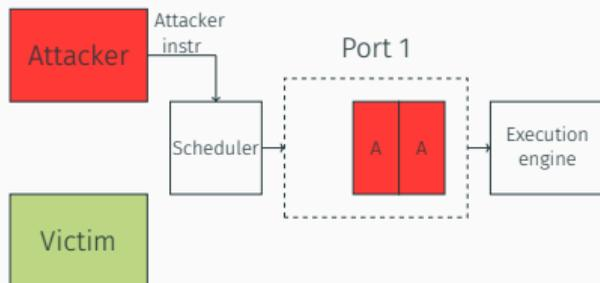 Attacker
Attacker
instr
Port 1
Scheduler
A A
Execution
engine
Victim